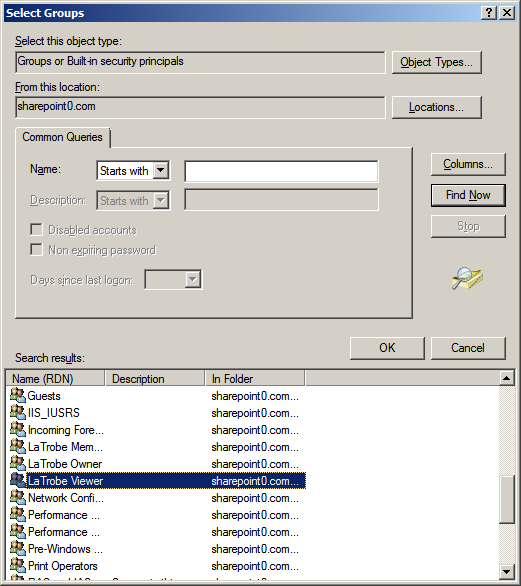 Select Groups
Select this object type:
Groups or Built-in security principals
Object Types...
From this location:
sharepoint0.com
Locations...
Common Queries
Name:
Starts with
Columns...
Description:
Starts with
Find Now
Disabled accounts
Stop
Non expiring password
Days since last logon:
OK
Cancel
Search results:
Name (RDN) Description In Folder
Guests sharepoint0.com...
IIS_IUSRS sharepoint0.com...
Incoming Fore... sharepoint0.com...
LaTrobe Mem... sharepoint0.com...
LaTrobe Owner sharepoint0.com...
LaTrobe Viewer sharepoint0.com...
Network Confi... sharepoint0.com...
Performance ... sharepoint0.com...
Performance ... sharepoint0.com...
Pre-Windows ... sharepoint0.com...
Print Operators sharepoint0.com...